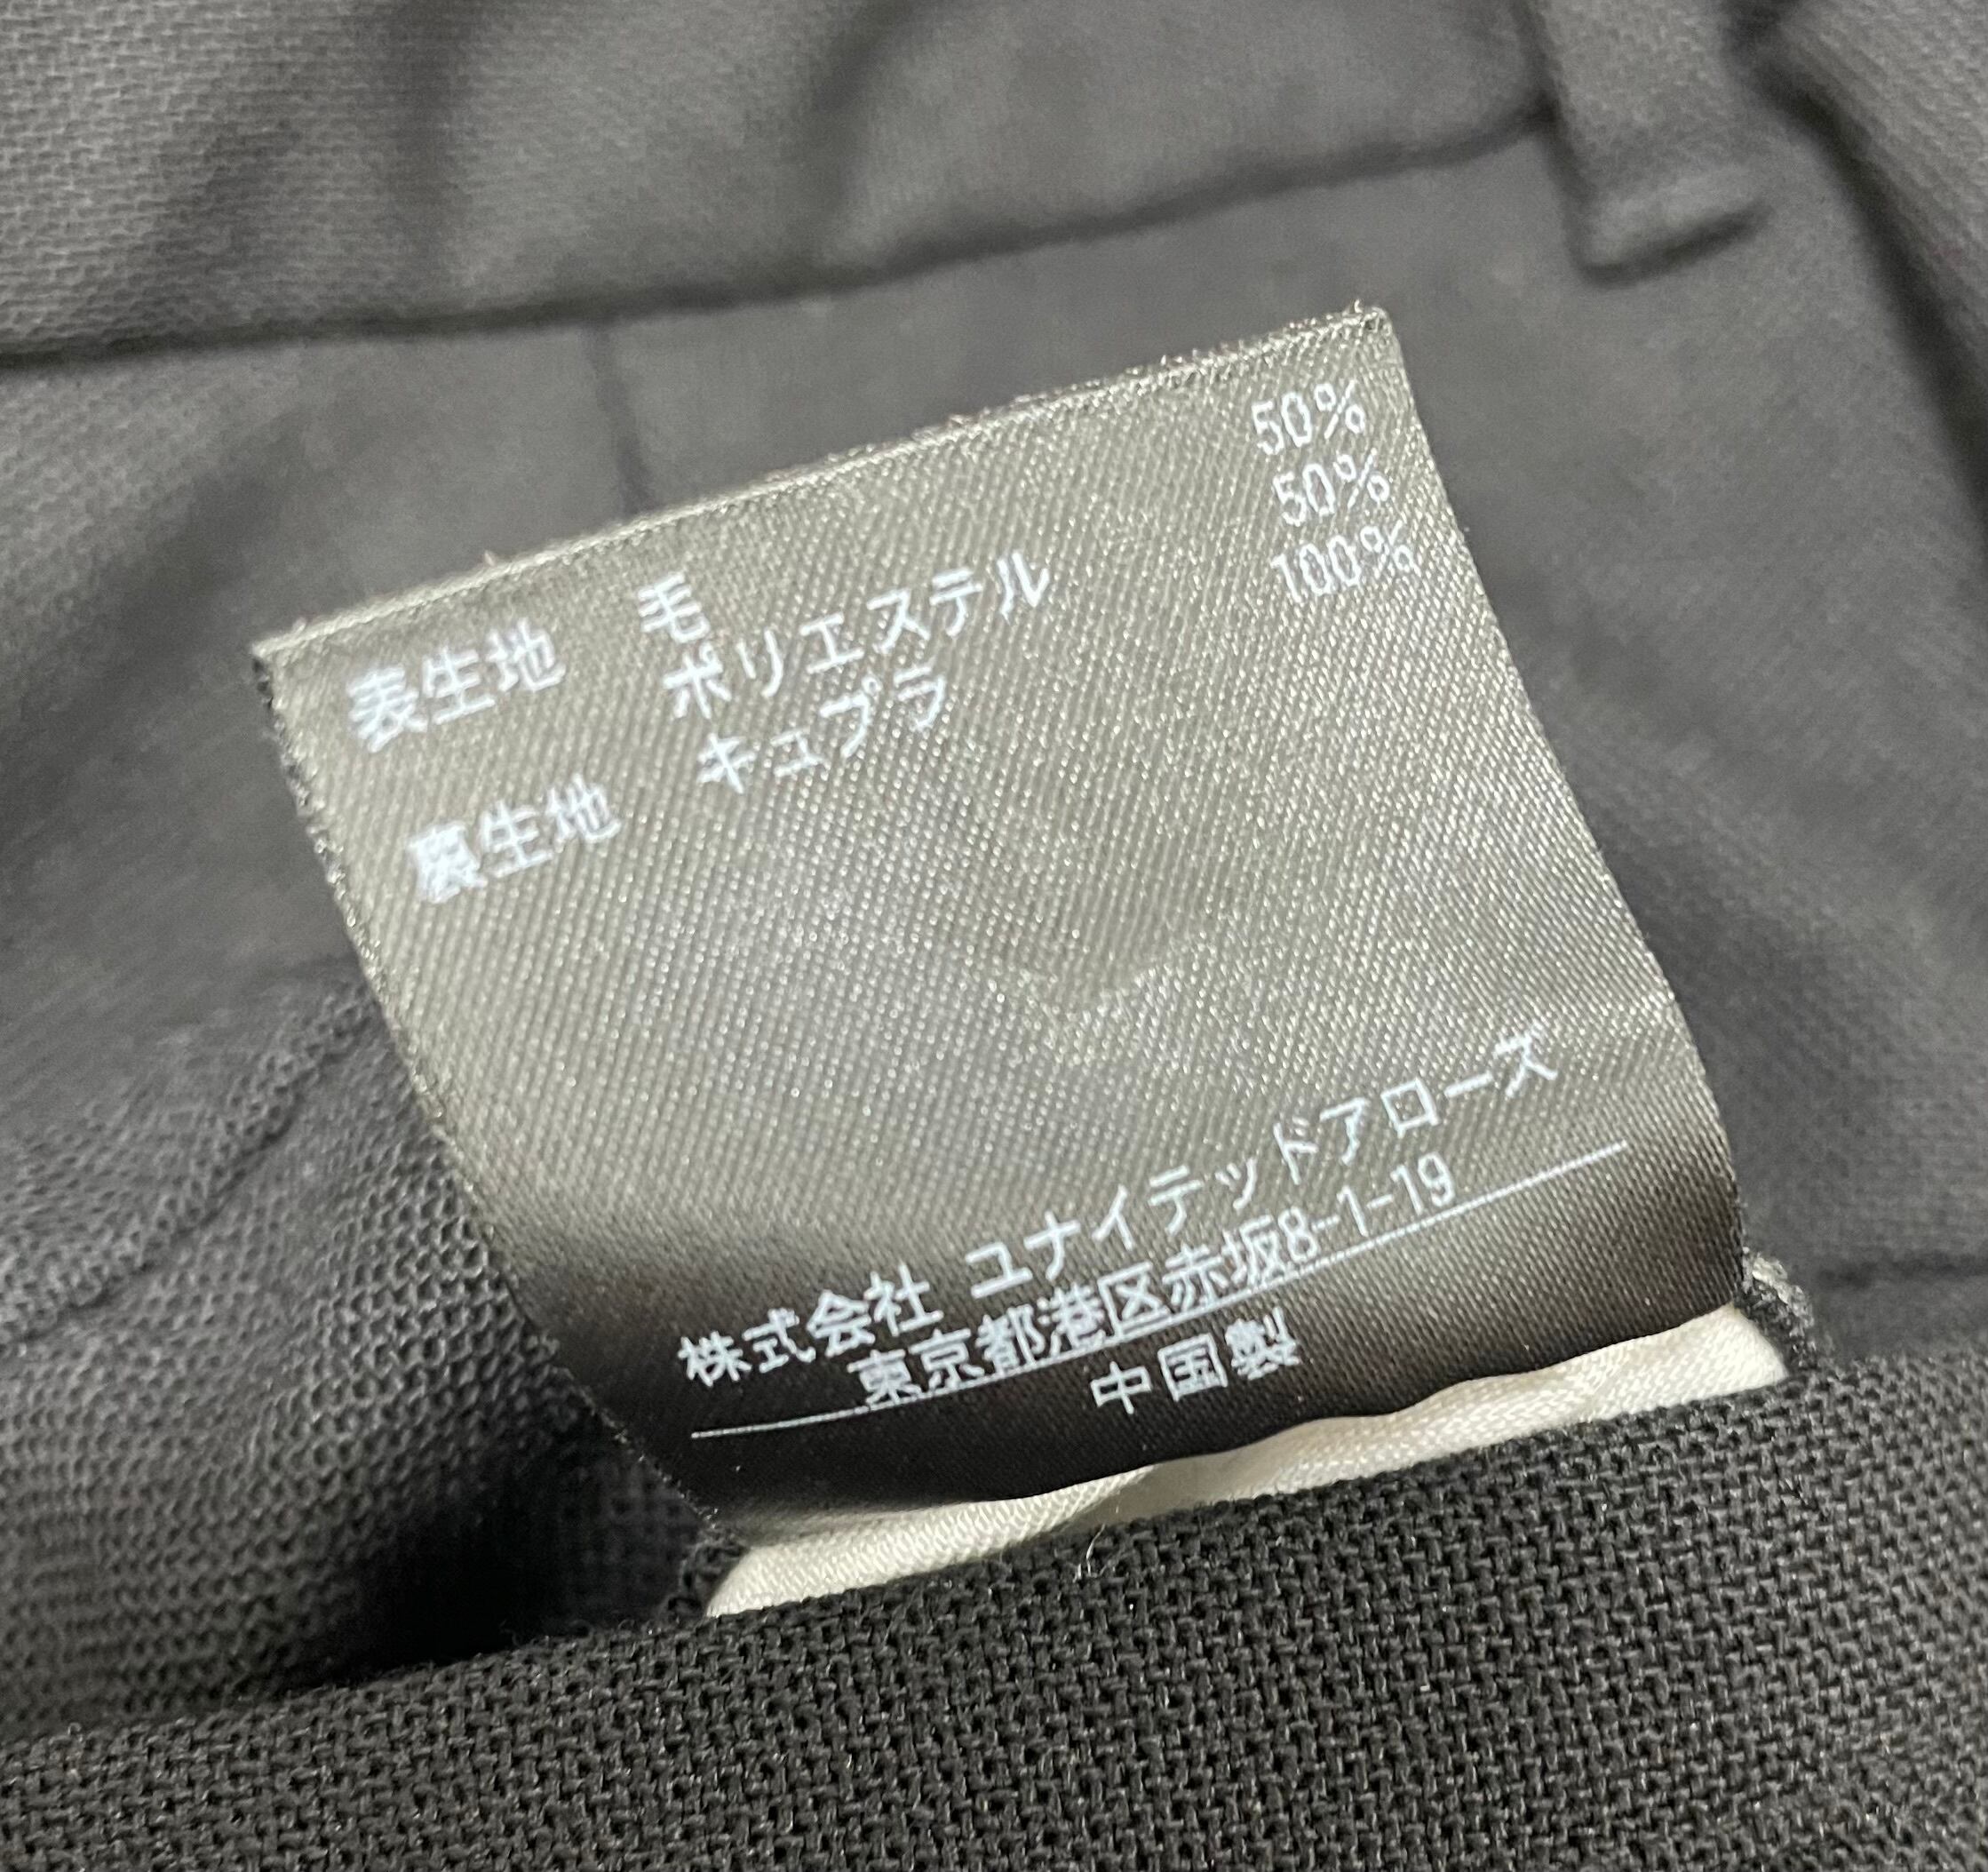 表生地 毛 50%
ポリエステル 50%
裏生地 キュプラ 100%
株式会社 ユナイテッドアローズ
東京都港区赤坂8-1-19
中国製